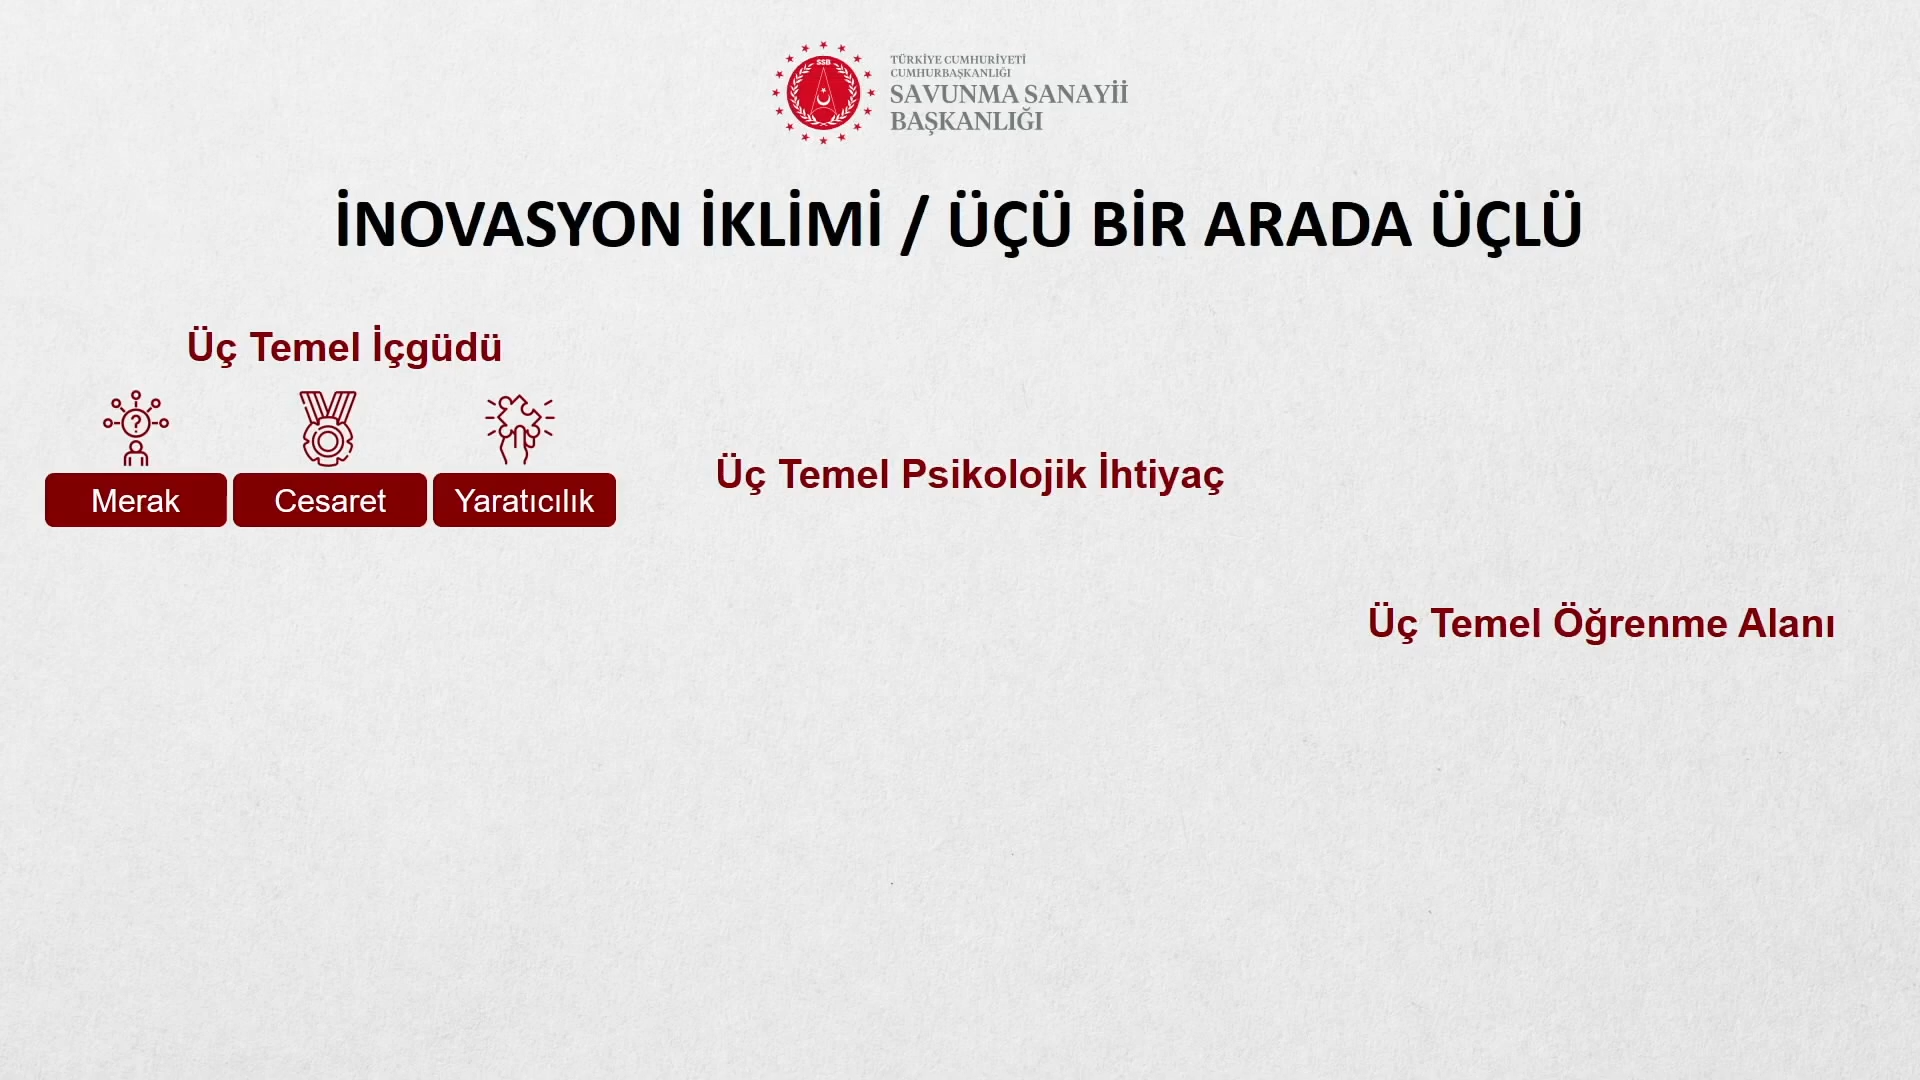 SSB
TÜRKİYE CUMHURİYETİ
CUMHURBAŞKANLIĞI
SAVUNMA SANAYİİ
BAŞKANLIĞI
İNOVASYON İKLİMİ / ÜÇÜ BİR ARADA ÜÇLÜ
Üç Temel İçgüdü
Merak
Cesaret
Yaratıcılık
Üç Temel Psikolojik İhtiyaç
Üç Temel Öğrenme Alanı